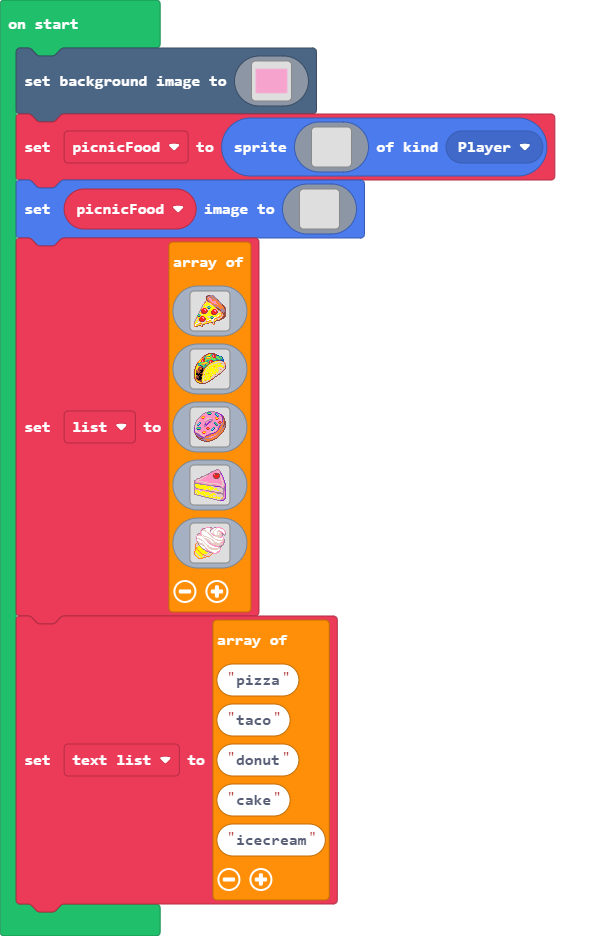 on start
set background image to
set picnicFood to sprite of kind Player
set picnicFood image to
array of
set list to
array of
"pizza"
"taco"
set text list to "donut"
"cake"
"icecream"